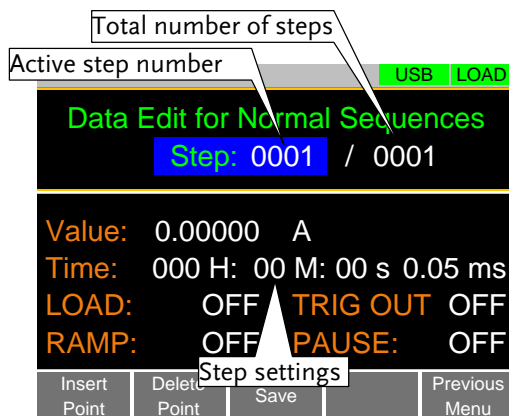 Total number of steps
Active step number
USB LOAD
Data Edit for Normal Sequences
Step: 0001 / 0001
Value: 0.00000 A
Time: 000 H: 00 M: 00 s 0.05 ms
LOAD: OFF TRIG OUT OFF
RAMP: OFF PAUSE: OFF
Step settings
Insert Point
Delete Point
Save
Previous Menu